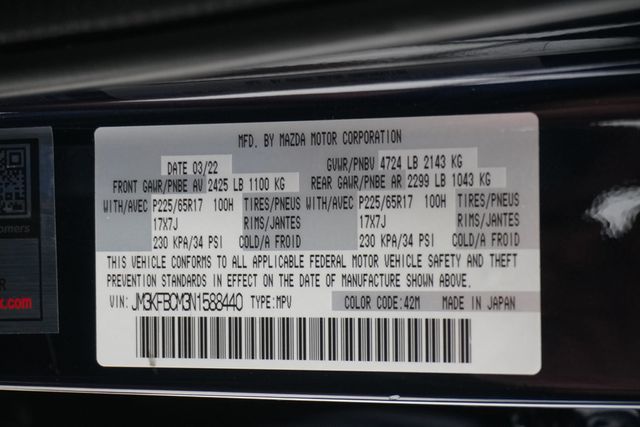 MFD. BY MAZDA MOTOR CORPORATION
DATE 03/22 GVWR/PNBV 4724 LB 2143 KG
FRONT GAWR/PNBE AV 2425 LB 1100 KG REAR GAWR/PNBE AR 2299 LB 1043 KG
WITH/AVEC P225/65R17 100H TIRES/PNEUS WITH/AVEC P225/65R17 100H TIRES/PNEUS
17X7J RIMS/JANTES 17X7J RIMS/JANTES
230 KPA/34 PSI COLD/A FROID 230 KPA/34 PSI COLD/A FROID
THIS VEHICLE CONFORMS TO ALL APPLICABLE FEDERAL MOTOR VEHICLE SAFETY AND THEFT
PREVENTION STANDARDS IN EFFECT ON THE DATE OF MANUFACTURE SHOWN ABOVE.
VIN: JM3KFBCM3N1588440 TYPE:MPV COLOR CODE:42M MADE IN JAPAN
omers
x.com